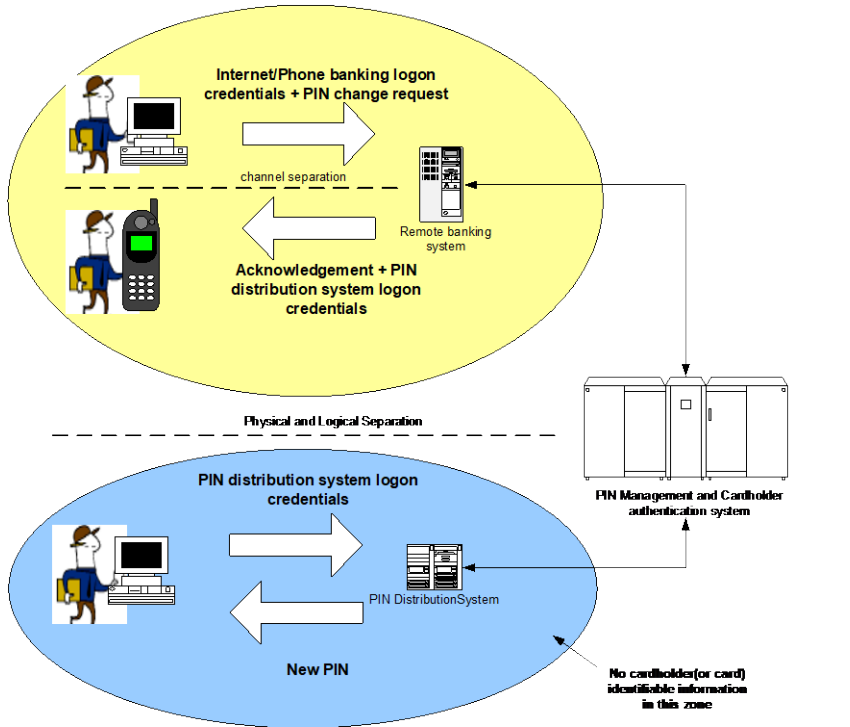 Internet/Phone banking logon
credentials + PIN change request
channel separation
Remote banking
system
Acknowledgement + PIN
distribution system logon
credentials
Physical and Logical Separation
PIN Management and Cardholder
authentication system
PIN distribution system logon
credentials
PIN DistributionSystem
New PIN
No cardholder(or card)
identifiable information
in this zone